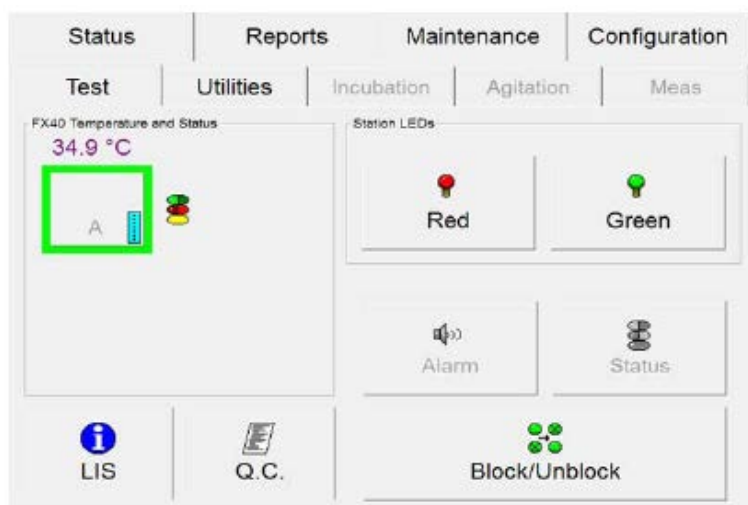 Status Reports Maintenance Configuration
Test Utilities Incubation Agitation Meas
FX40 Temperature and Status
34.9 °C
A
Station LEDs
Red Green
Alarm Status
LIS Q.C. Block/Unblock